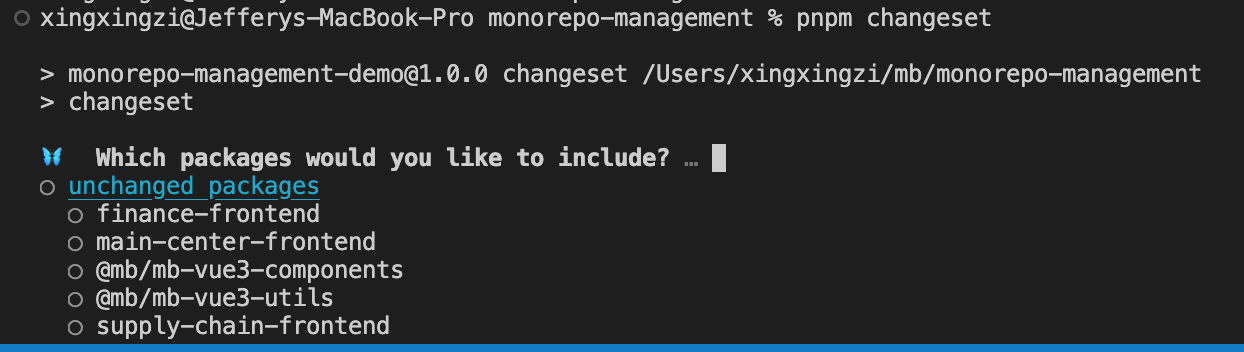 xingxingzi@Jefferys-MacBook-Pro monorepo-management % pnpm changeset
> monorepo-management-demo@1.0.0 changeset /Users/xingxingzi/mb/monorepo-management
> changeset
🦋 Which packages would you like to include? …
unchanged packages
finance-frontend
main-center-frontend
@mb/mb-vue3-components
@mb/mb-vue3-utils
supply-chain-frontend